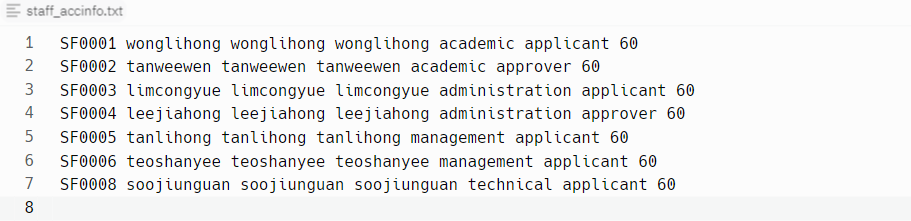 staff_accinfo.txt
1 SF0001 wonglihong wonglihong wonglihong academic applicant 60
2 SF0002 tanweewen tanweewen tanweewen academic approver 60
3 SF0003 limcongyue limcongyue limcongyue administration applicant 60
4 SF0004 leejiahong leejiahong leejiahong administration approver 60
5 SF0005 tanlihong tanlihong tanlihong management applicant 60
6 SF0006 teoshanyee teoshanyee teoshanyee management applicant 60
7 SF0008 soojiunguan soojiunguan soojiunguan technical applicant 60
8